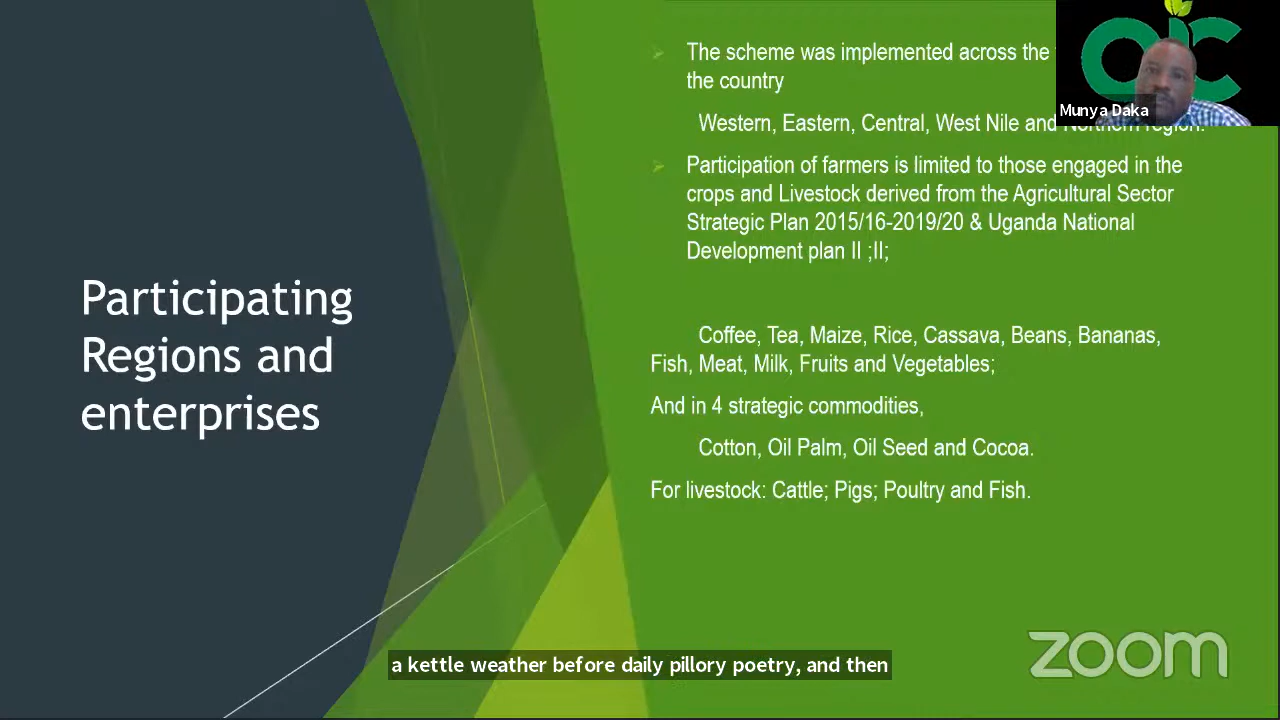 Participating
Regions and
enterprises
The scheme was implemented across the
the country
Western, Eastern, Central, West Nile and Northern region.
Participation of farmers is limited to those engaged in the
crops and Livestock derived from the Agricultural Sector
Strategic Plan 2015/16-2019/20 & Uganda National
Development plan II ;II;
Coffee, Tea, Maize, Rice, Cassava, Beans, Bananas,
Fish, Meat, Milk, Fruits and Vegetables;
And in 4 strategic commodities,
Cotton, Oil Palm, Oil Seed and Cocoa.
For livestock: Cattle; Pigs; Poultry and Fish.
OIC
Munya Daka
a kettle weather before daily pillory poetry, and then
zoom